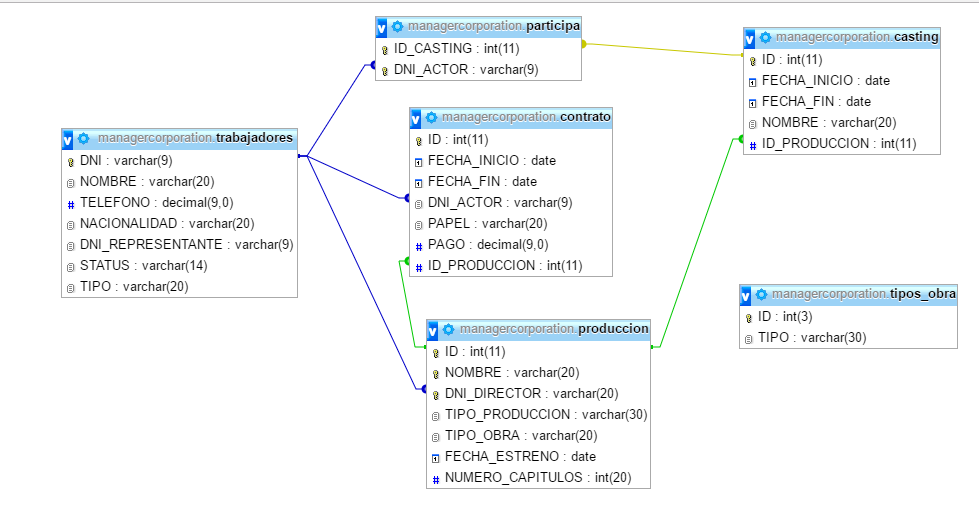 managercorporation.participa
ID_CASTING : int(11)
DNI_ACTOR : varchar(9)
managercorporation.casting
ID : int(11)
FECHA_INICIO : date
FECHA_FIN : date
NOMBRE : varchar(20)
ID_PRODUCCION : int(11)
managercorporation.contrato
ID : int(11)
FECHA_INICIO : date
FECHA_FIN : date
DNI_ACTOR : varchar(9)
PAPEL : varchar(20)
PAGO : decimal(9,0)
ID_PRODUCCION : int(11)
managercorporation.trabajadores
DNI : varchar(9)
NOMBRE : varchar(20)
TELEFONO : decimal(9,0)
NACIONALIDAD : varchar(20)
DNI_REPRESENTANTE : varchar(9)
STATUS : varchar(14)
TIPO : varchar(20)
managercorporation.tipos_obra
ID : int(3)
TIPO : varchar(30)
managercorporation.produccion
ID : int(11)
NOMBRE : varchar(20)
DNI_DIRECTOR : varchar(20)
TIPO_PRODUCCION : varchar(30)
TIPO_OBRA : varchar(20)
FECHA_ESTRENO : date
NUMERO_CAPITULOS : int(20)